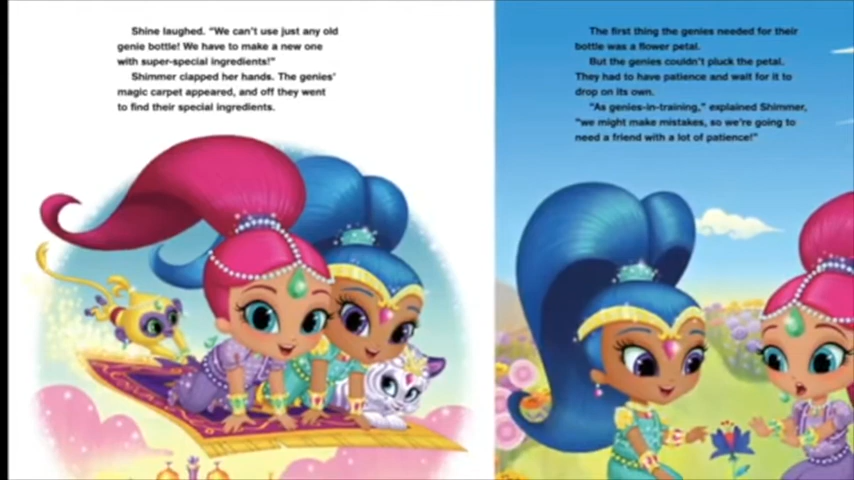 Shine laughed. “We can’t use just any old
genie bottle! We have to make a new one
with super-special ingredients!”
Shimmer clapped her hands. The genies’
magic carpet appeared, and off they went
to find their special ingredients.
The first thing the genies needed for their
bottle was a flower petal.
But the genies couldn’t pluck the petal.
They had to have patience and wait for it to
drop on its own.
“As genies-in-training,” explained Shimmer,
“we might make mistakes, so we’re going to
need a friend with a lot of patience!”